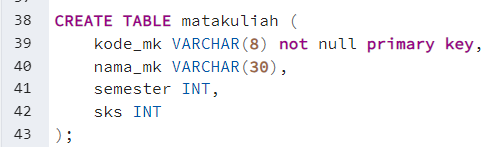 38 CREATE TABLE matakuliah (
39     kode_mk VARCHAR(8) not null primary key,
40     nama_mk VARCHAR(30),
41     semester INT,
42     sks INT
43 );